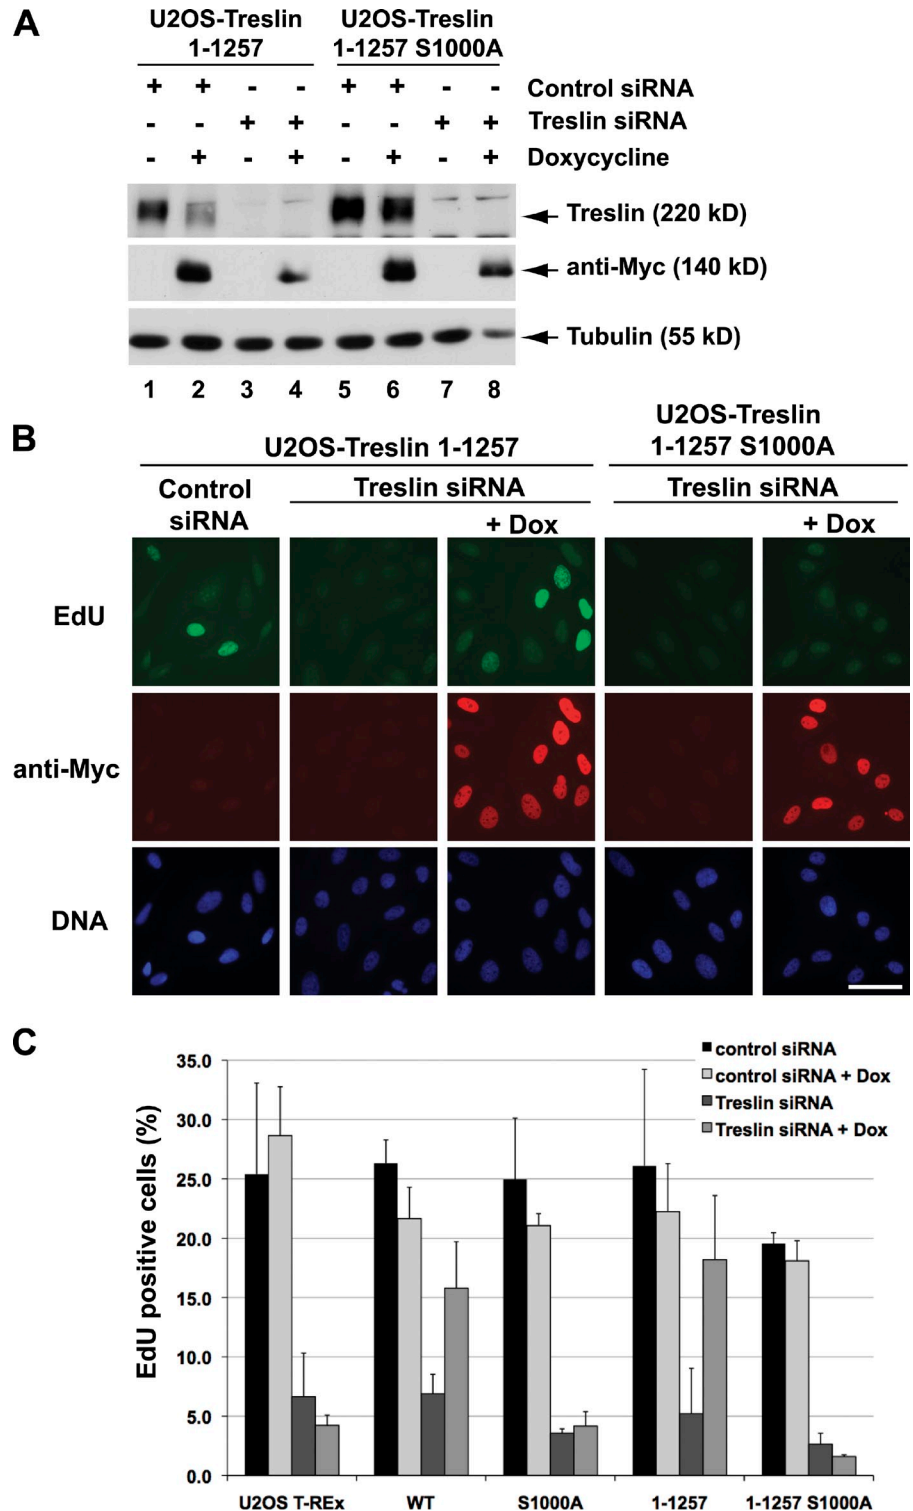 A
U2OS-Treslin
1-1257
U2OS-Treslin
1-1257 S1000A
+ + - - + + - - Control siRNA
- - + + - - + + Treslin siRNA
- + - + - + - + Doxycycline
Treslin (220 kD)
anti-Myc (140 kD)
Tubulin (55 kD)
1 2 3 4 5 6 7 8
B
U2OS-Treslin 1-1257
U2OS-Treslin
1-1257 S1000A
Control
siRNA
Treslin siRNA
Treslin siRNA
+ Dox
+ Dox
EdU
anti-Myc
DNA
C
EdU positive cells (%)
35.0
30.0
25.0
20.0
15.0
10.0
5.0
0.0
control siRNA
control siRNA + Dox
Treslin siRNA
Treslin siRNA + Dox
U2OS T-REx WT S1000A 1-1257 1-1257 S1000A